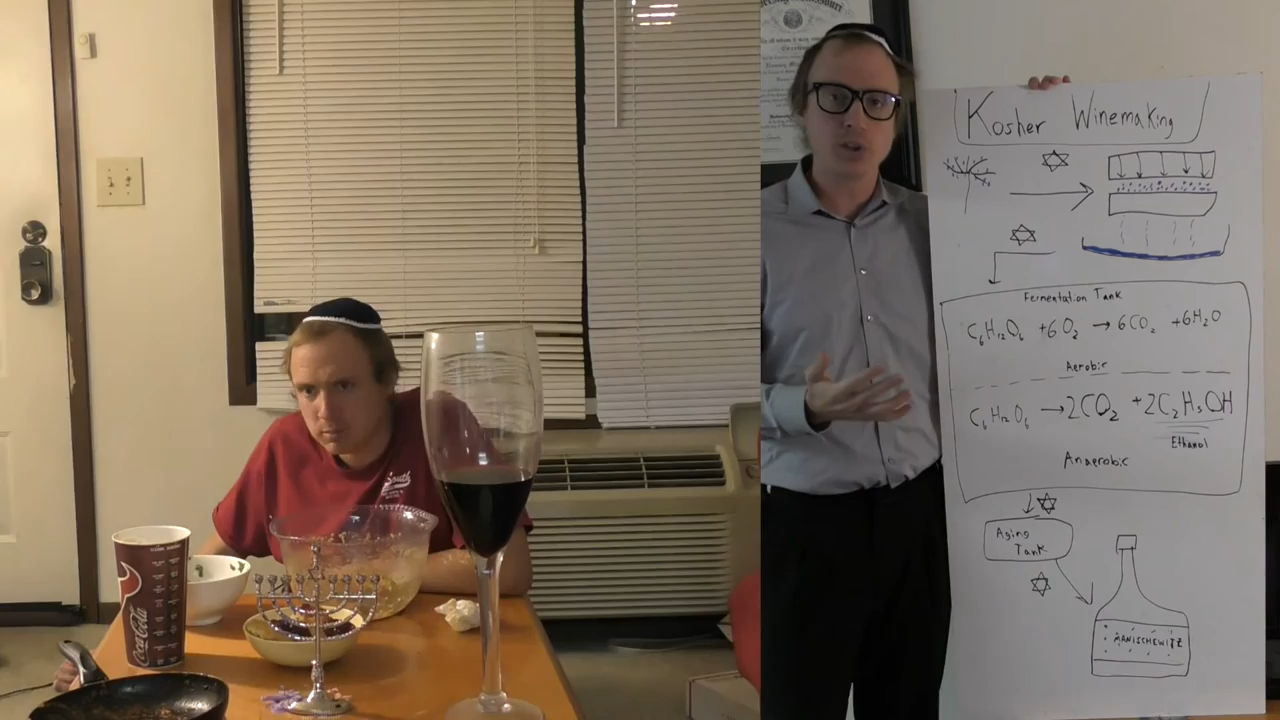 Coca-Cola
South
Kosher Winemaking
Fermentation Tank
C₆H₁₂O₆ + 6O₂ → 6CO₂ + 6H₂O
Aerobic
C₆H₁₂O₆ → 2CO₂ + 2C₂H₅OH
Ethanol
Anaerobic
Aging
Tank
MANISCHEWITZ